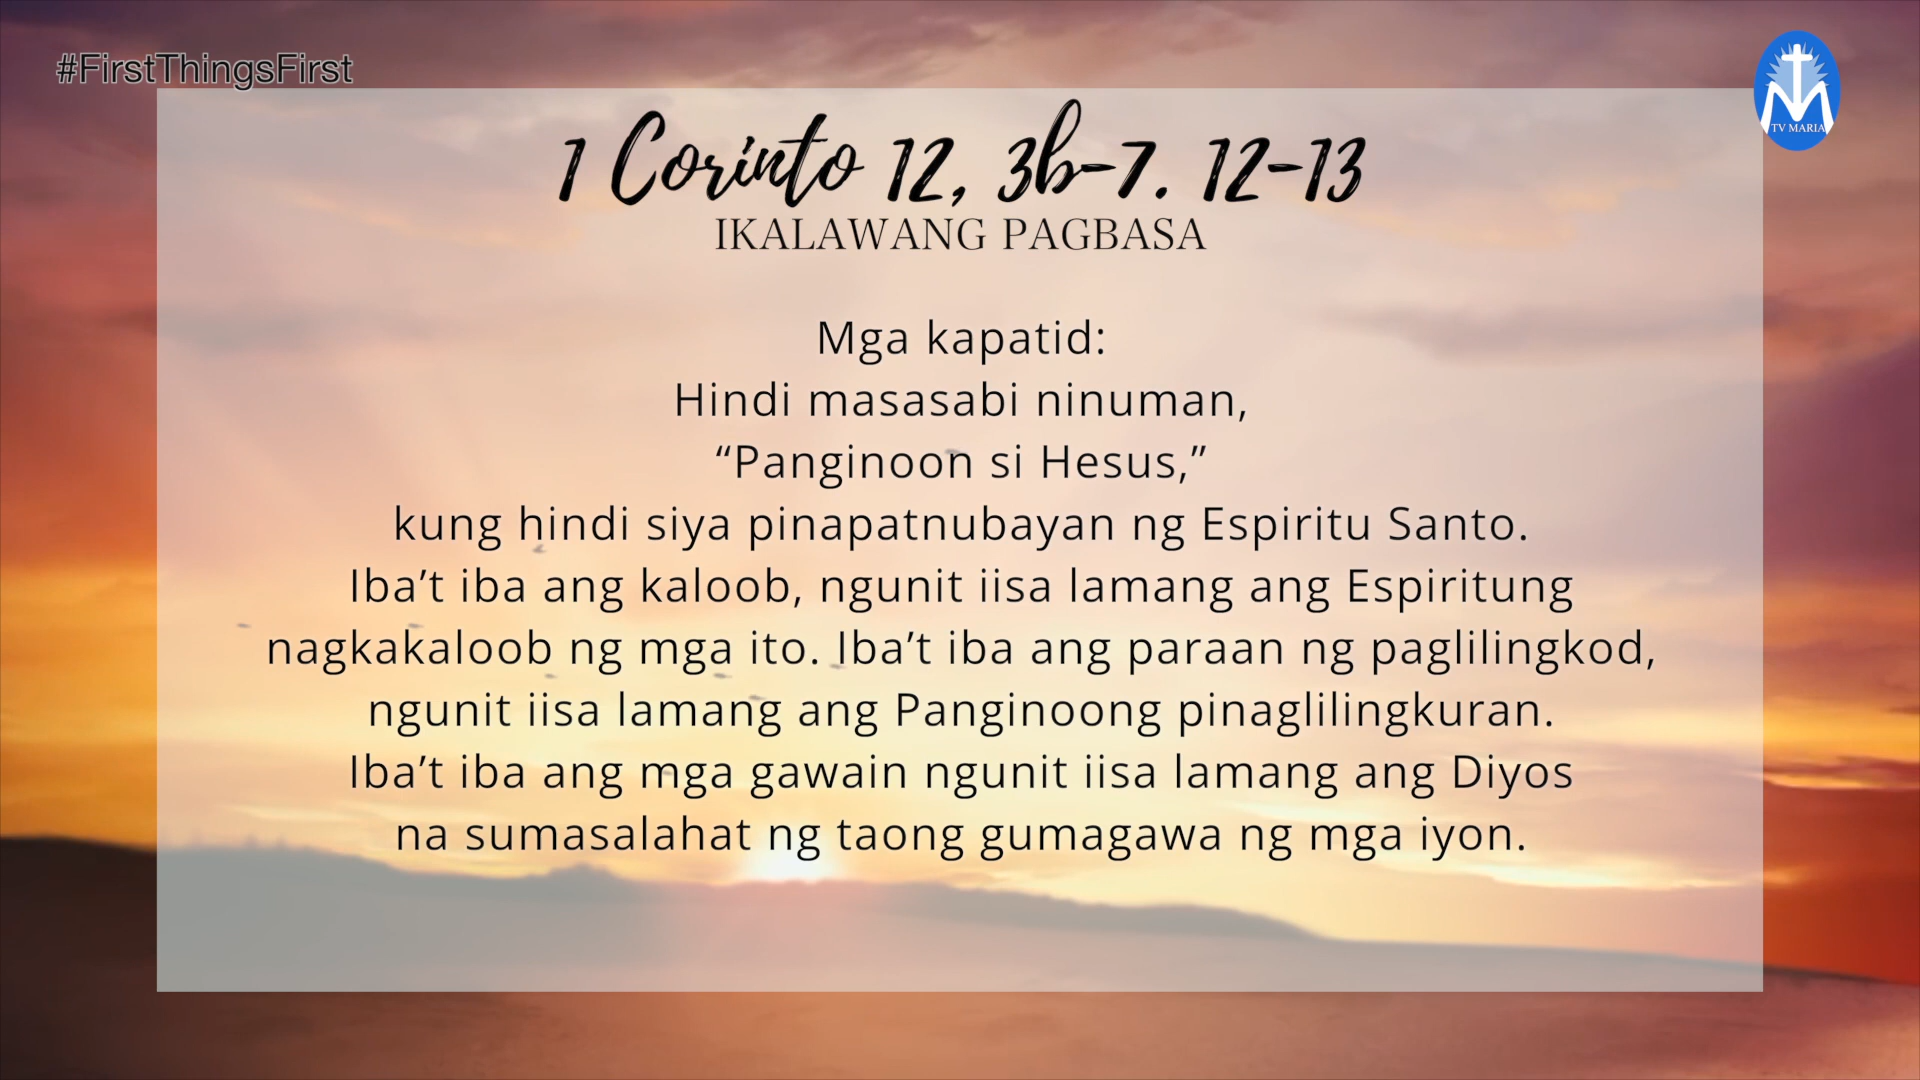 #FirstThingsFirst
TV MARIA
1 Corinto 12, 3b-7. 12-13
IKALAWANG PAGBASA
Mga kapatid:
Hindi masasabi ninuman,
“Panginoon si Hesus,”
kung hindi siya pinapatnubayan ng Espiritu Santo.
Iba’t iba ang kaloob, ngunit iisa lamang ang Espiritung
nagkakaloob ng mga ito. Iba’t iba ang paraan ng paglilingkod,
ngunit iisa lamang ang Panginoong pinaglilingkuran.
Iba’t iba ang mga gawain ngunit iisa lamang ang Diyos
na sumasalahat ng taong gumagawa ng mga iyon.